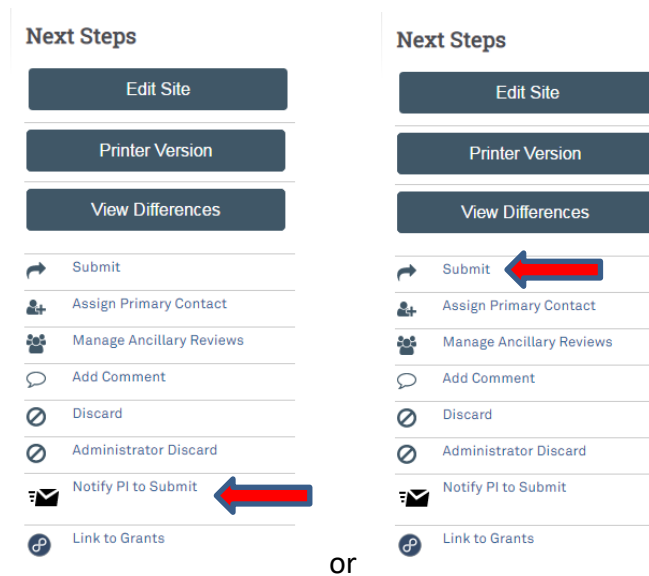 Next Steps
Edit Site
Printer Version
View Differences
Submit
Assign Primary Contact
Manage Ancillary Reviews
Add Comment
Discard
Administrator Discard
Notify PI to Submit
Link to Grants
or
Next Steps
Edit Site
Printer Version
View Differences
Submit
Assign Primary Contact
Manage Ancillary Reviews
Add Comment
Discard
Administrator Discard
Notify PI to Submit
Link to Grants